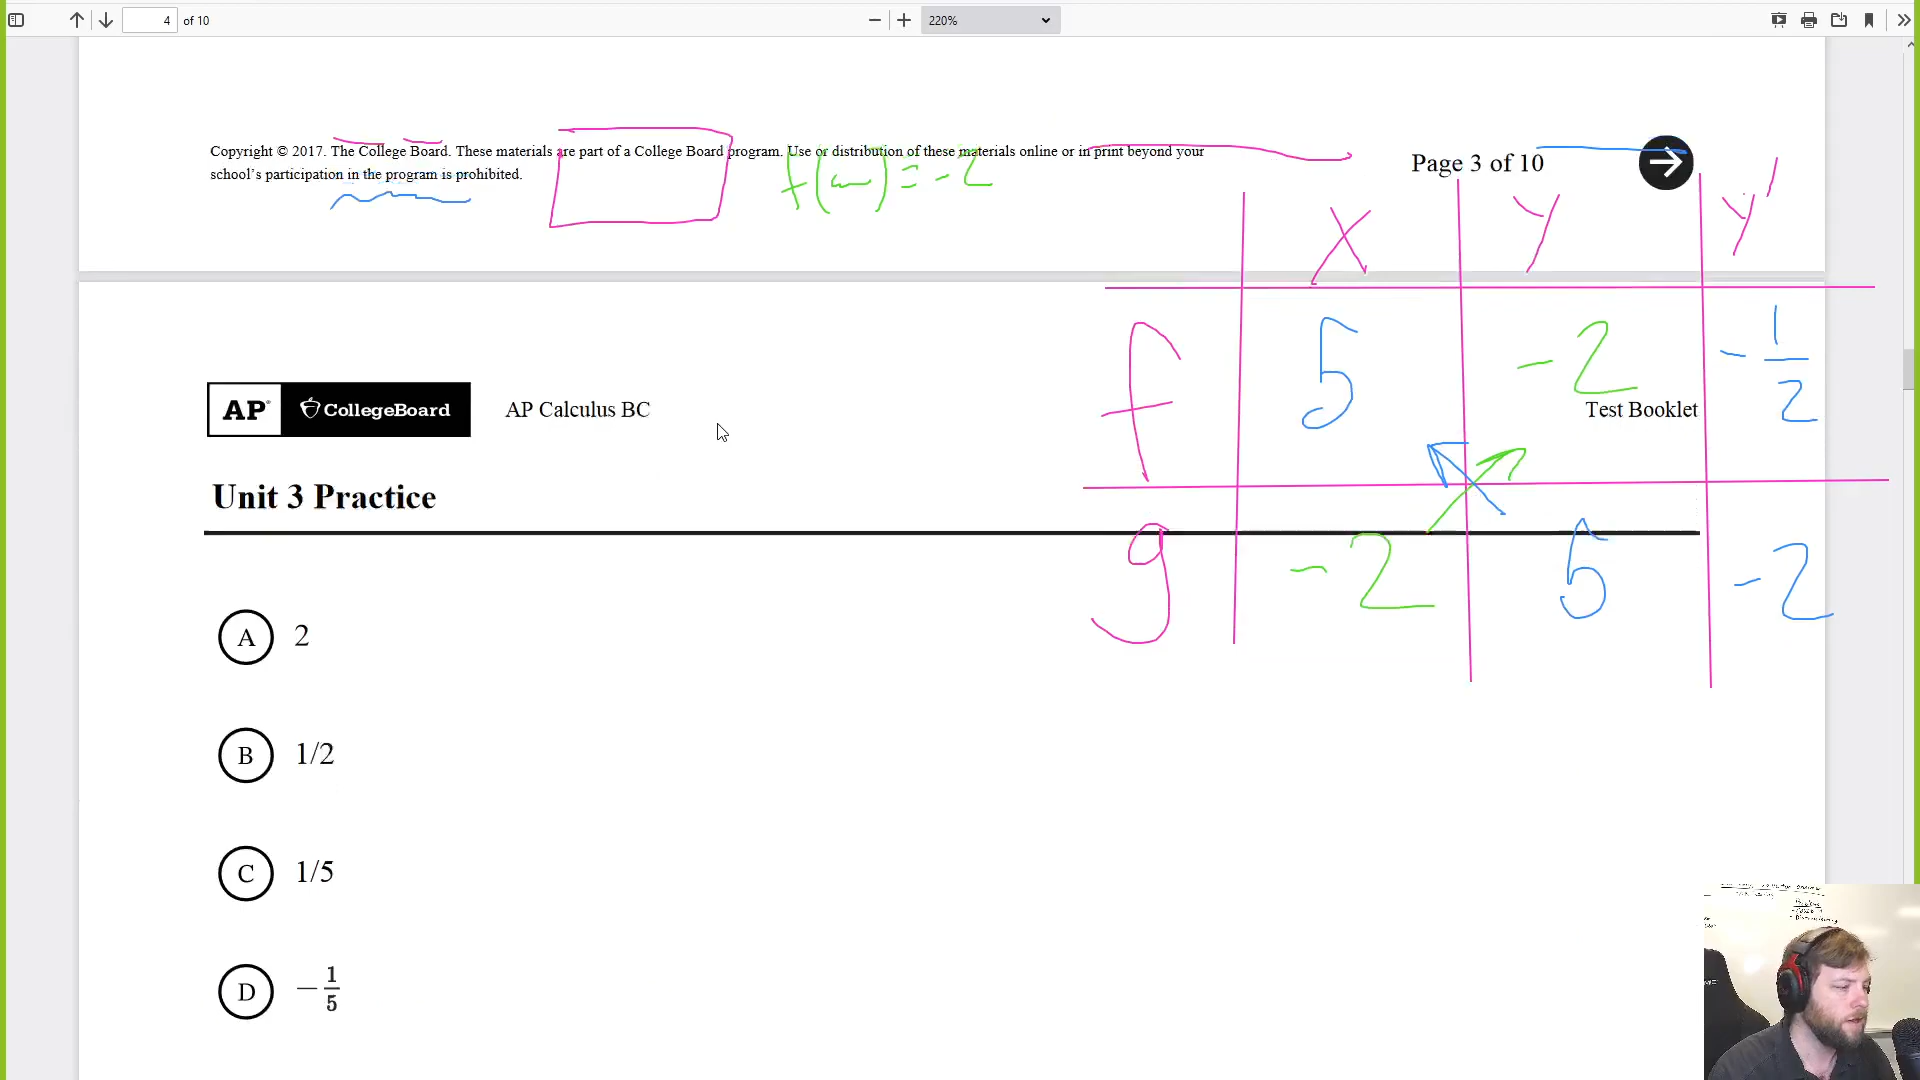 4 of 10
220%
Copyright © 2017. The College Board. These materials are part of a College Board program. Use or distribution of these materials online or in print beyond your
school's participation in the program is prohibited.
Page 3 of 10
f( ) = -2
X Y Y'
f 5 -2 -1/2
g -2 5 -2
AP® CollegeBoard
AP Calculus BC
Test Booklet
Unit 3 Practice
A 2
B 1/2
C 1/5
D -1/5